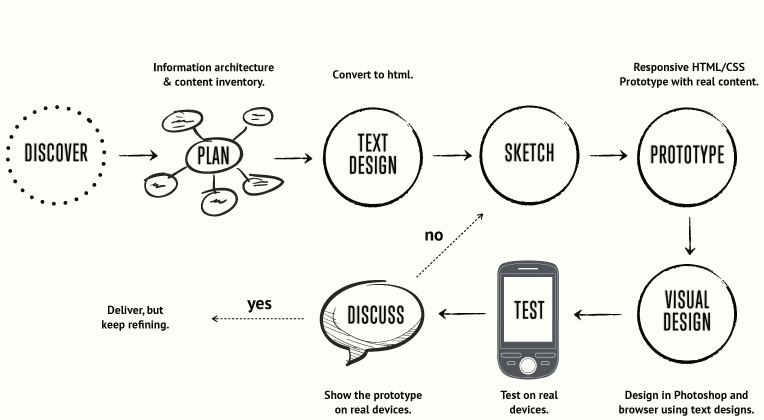 Information architecture
& content inventory.
Convert to html.
Responsive HTML/CSS
Prototype with real content.
DISCOVER
PLAN
TEXT
DESIGN
SKETCH
PROTOTYPE
no
yes
Deliver, but
keep refining.
DISCUSS
TEST
VISUAL
DESIGN
Show the prototype
on real devices.
Test on real
devices.
Design in Photoshop and
browser using text designs.